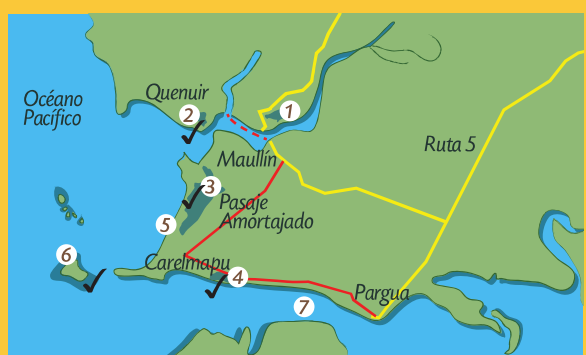 Océano
Pacífico
Quenuir
2
1
Ruta 5
Maullín
3
Pasaje
Amortajado
5
6
Carelmapu
4
7
Pargua